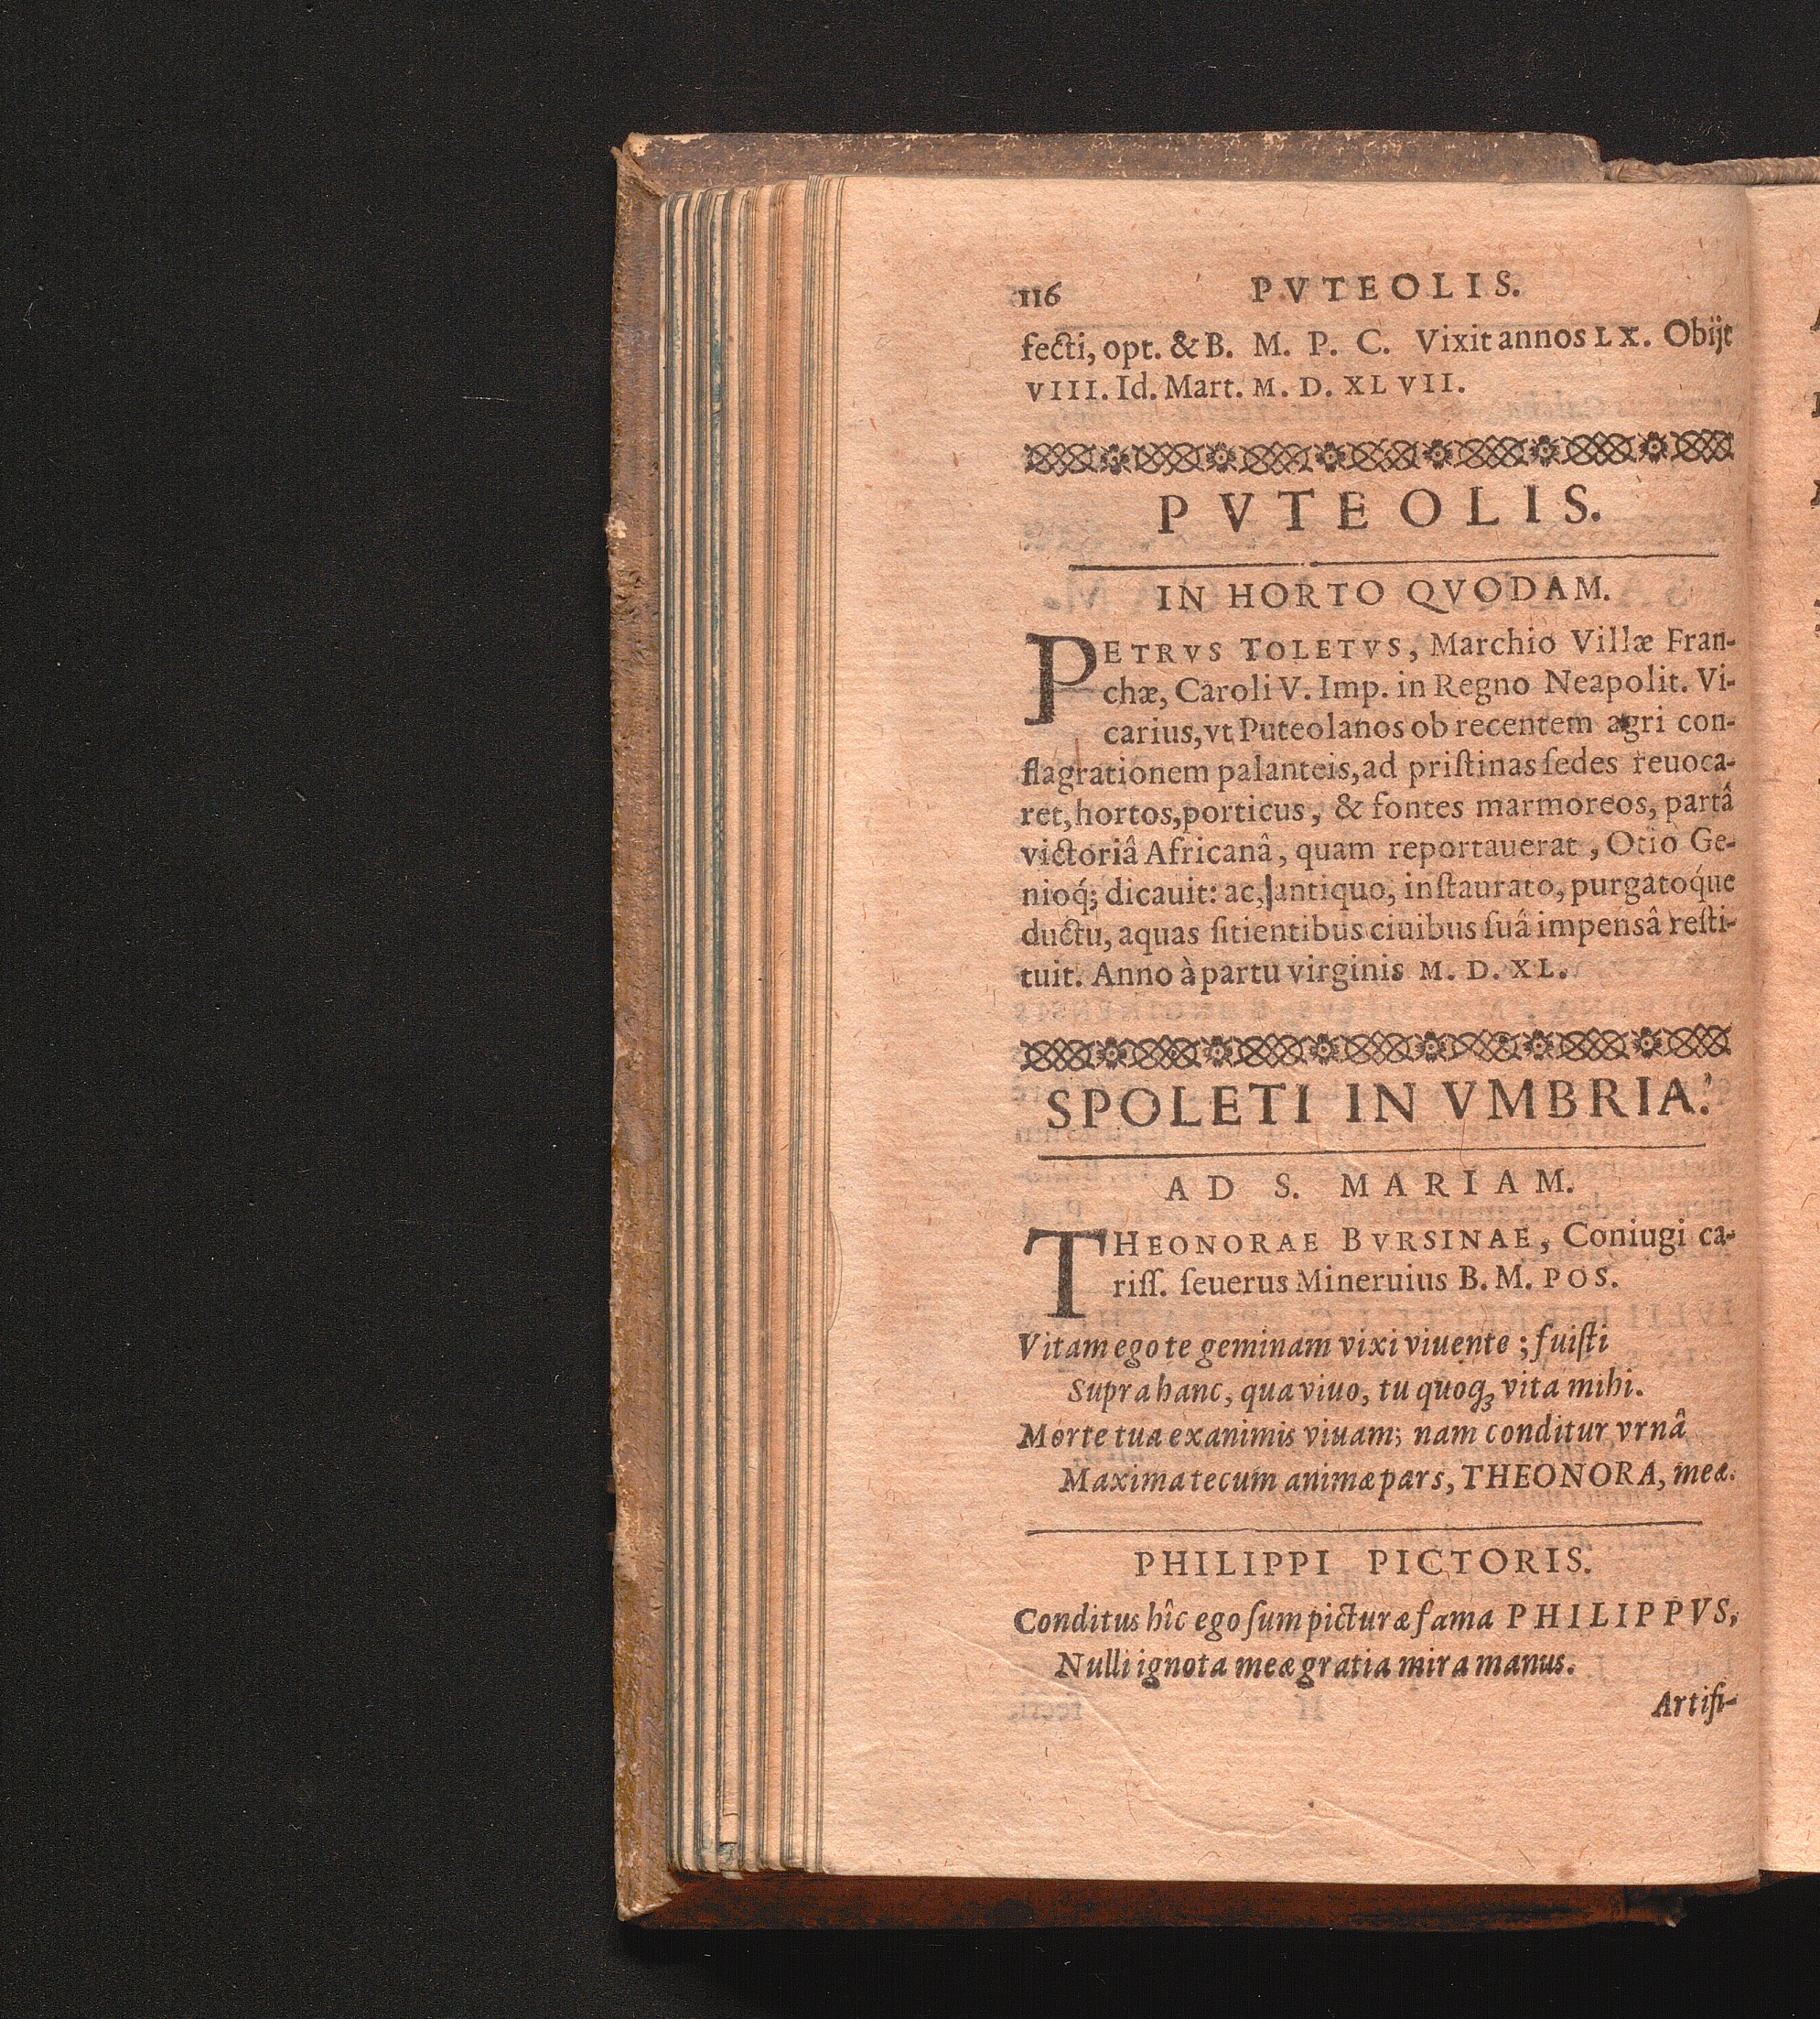 116 PVTEOLIS.
fecti, opt. & B. M. P. C. Vixit annos LX. Obijt
VIII. Id. Mart. M. D. XLVII.
PVTEOLIS.
IN HORTO QVODAM.
PETRVS TOLETVS, Marchio Villæ Fran-
chæ, Caroli V. Imp. in Regno Neapolit. Vi-
carius, vt Puteolanos ob recentem agri con-
flagrationem palanteis, ad priſtinas ſedes reuoca-
ret, hortos, porticus, & fontes marmoreos, partâ
victoriâ Africanâ, quam reportauerat, Otio Ge-
nioq́; dicauit: ac, antiquo, inſtaurato, purgatoq́ue
ductu, aquas ſitientibus ciuibus ſuâ impensâ reſti-
tuit. Anno à partu virginis M. D. XL.
SPOLETI IN VMBRIA.
AD S. MARIAM.
THEONORAE BVRSINAE, Coniugi ca-
riſſ. ſeuerus Mineruius B. M. POS.
Vitam ego te geminam vixi viuente; fuiſti
Supra hanc, qua viuo, tu quoq; vita mihi.
Morte tua exanimis viuam; nam conditur vrnâ
Maxima tecum animæ pars, THEONORA, meæ.
PHILIPPI PICTORIS.
Conditus hîc ego ſum picturæ fama PHILIPPVS,
Nulli ignota meæ gratia mira manus.
Artifi-